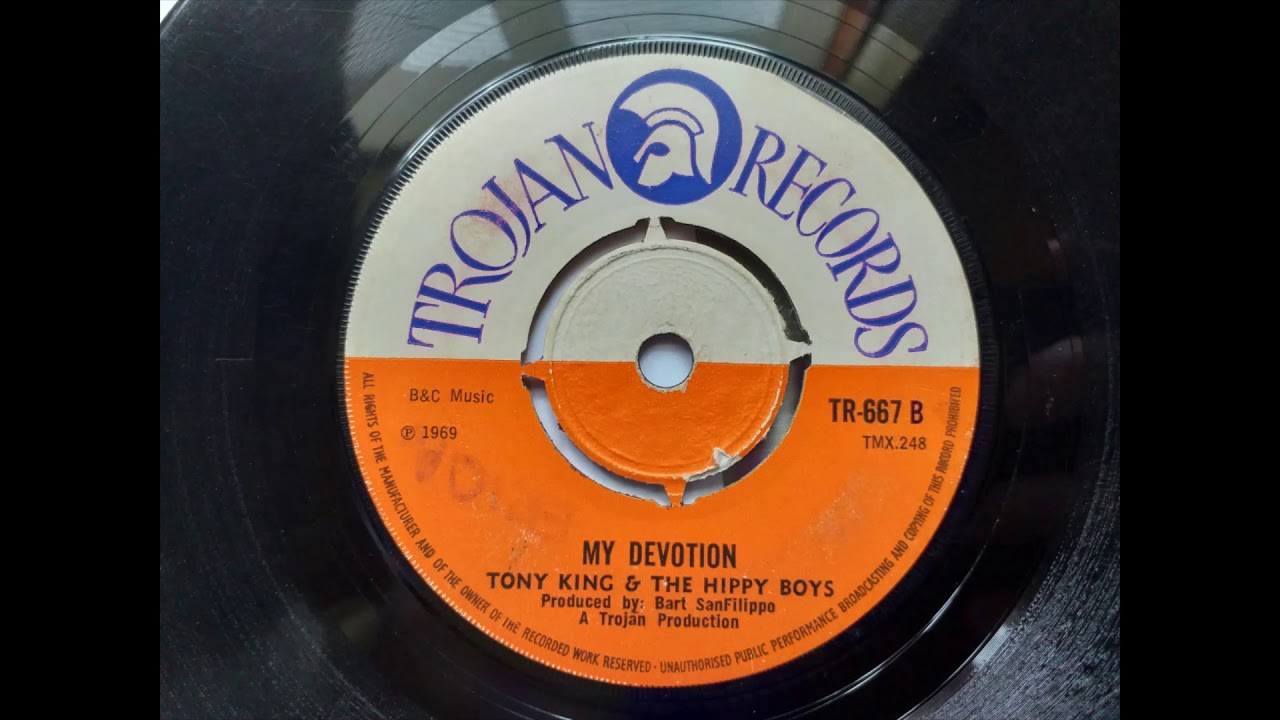 TROJAN RECORDS
B&C Music
℗ 1969
TR-667 B
TMX.248
MY DEVOTION
TONY KING & THE HIPPY BOYS
Produced by: Bart SanFilippo
A Trojan Production
ALL RIGHTS OF THE MANUFACTURER AND OF THE OWNER OF THE RECORDED WORK RESERVED · UNAUTHORISED PUBLIC PERFORMANCE BROADCASTING AND COPYING OF THIS RECORD PROHIBITED